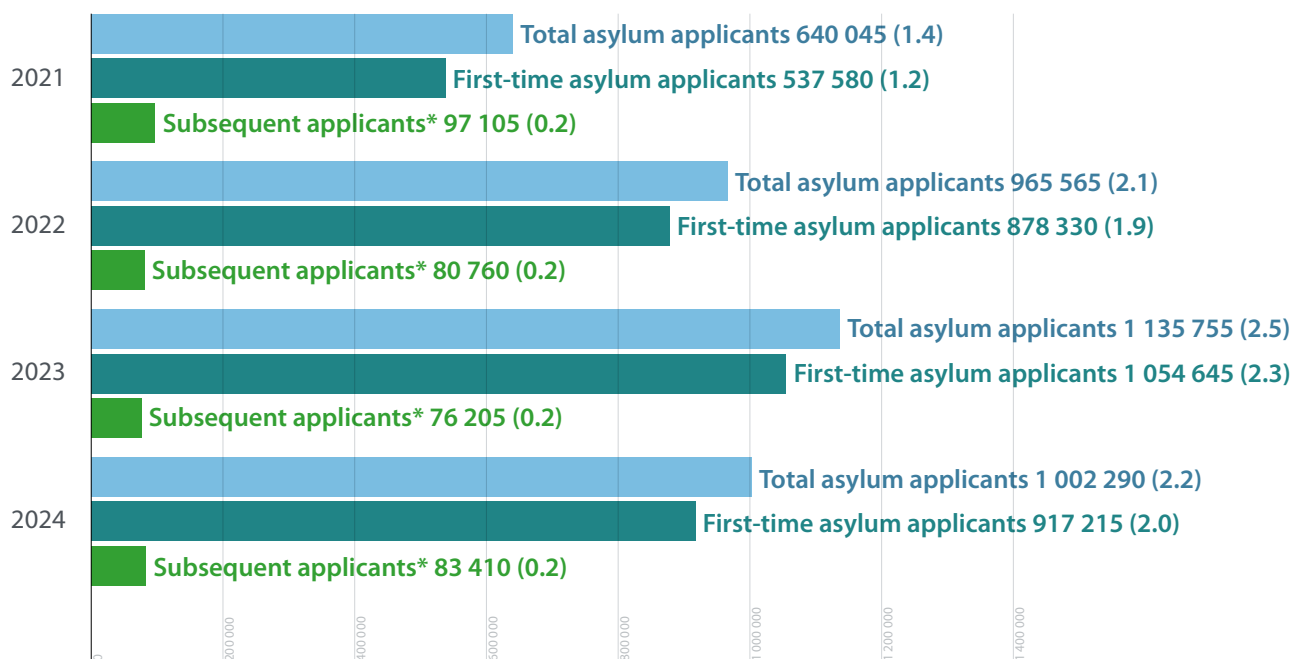 Total asylum applicants 640 045 (1.4)
2021
First-time asylum applicants 537 580 (1.2)
Subsequent applicants* 97 105 (0.2)
Total asylum applicants 965 565 (2.1)
2022
First-time asylum applicants 878 330 (1.9)
Subsequent applicants* 80 760 (0.2)
Total asylum applicants 1 135 755 (2.5)
2023
First-time asylum applicants 1 054 645 (2.3)
Subsequent applicants* 76 205 (0.2)
Total asylum applicants 1 002 290 (2.2)
2024
First-time asylum applicants 917 215 (2.0)
Subsequent applicants* 83 410 (0.2)
0
200 000
400 000
600 000
800 000
1 000 000
1 200 000
1 400 000